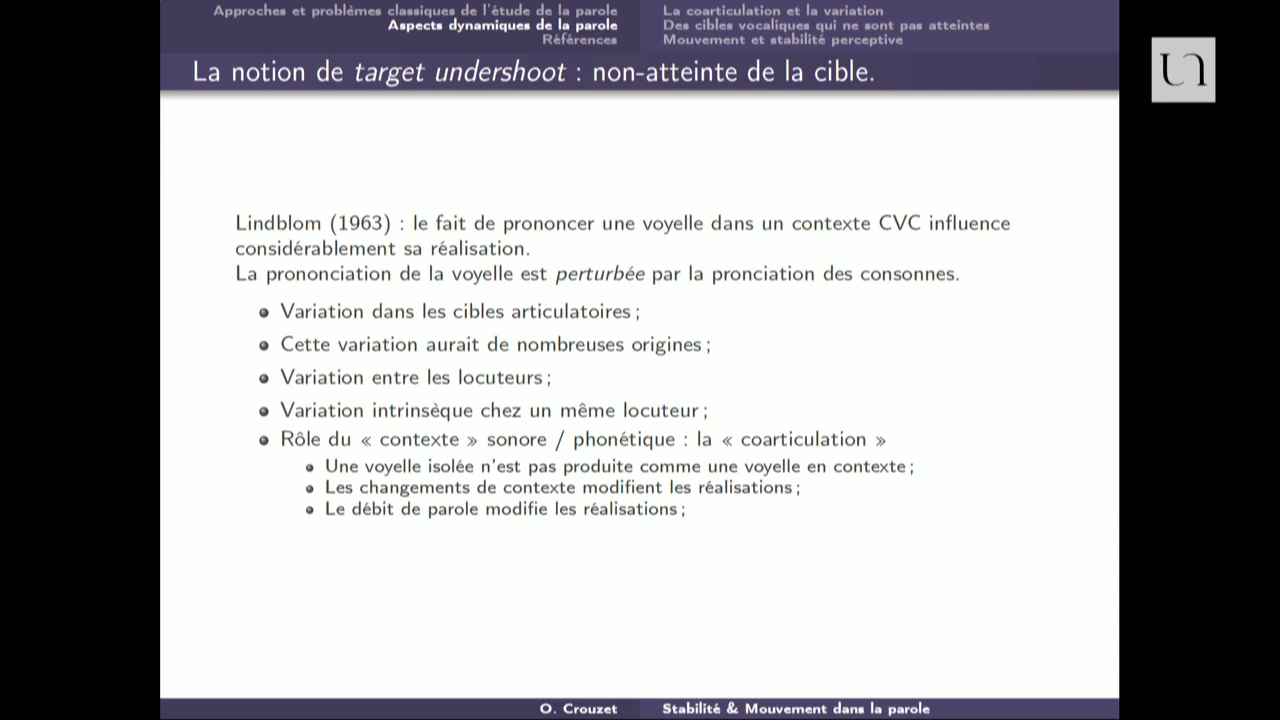 Approches et problèmes classiques de l'étude de la parole
Aspects dynamiques de la parole
Références
La coarticulation et la variation
Des cibles vocaliques qui ne sont pas atteintes
Mouvement et stabilité perceptive
La notion de target undershoot : non-atteinte de la cible.
Lindblom (1963) : le fait de prononcer une voyelle dans un contexte CVC influence
considérablement sa réalisation.
La prononciation de la voyelle est perturbée par la pronciation des consonnes.
Variation dans les cibles articulatoires ;
Cette variation aurait de nombreuses origines ;
Variation entre les locuteurs ;
Variation intrinsèque chez un même locuteur ;
Rôle du « contexte » sonore / phonétique : la « coarticulation »
Une voyelle isolée n'est pas produite comme une voyelle en contexte ;
Les changements de contexte modifient les réalisations ;
Le débit de parole modifie les réalisations ;
O. Crouzet
Stabilité & Mouvement dans la parole